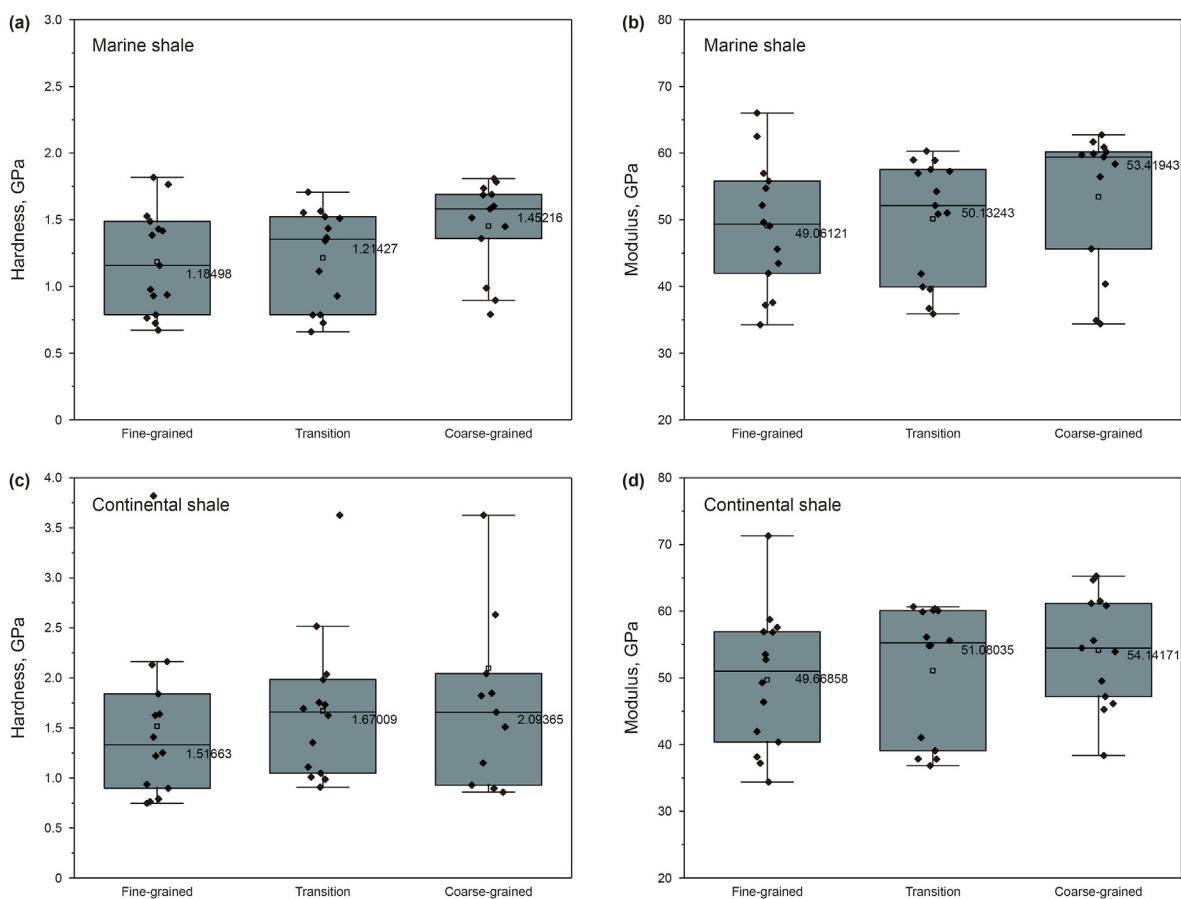 (a)
Marine shale
Hardness, GPa
3.0
2.5
2.0
1.5
1.0
0.5
0
1.18498
1.21427
1.45216
Fine-grained
Transition
Coarse-grained
(b)
Marine shale
Modulus, GPa
80
70
60
50
40
30
20
49.06121
50.13243
53.41943
Fine-grained
Transition
Coarse-grained
(c)
Continental shale
Hardness, GPa
4.0
3.5
3.0
2.5
2.0
1.5
1.0
0.5
0
1.51663
1.67009
2.09365
Fine-grained
Transition
Coarse-grained
(d)
Continental shale
Modulus, GPa
80
70
60
50
40
30
20
49.66858
51.08035
54.14171
Fine-grained
Transition
Coarse-grained